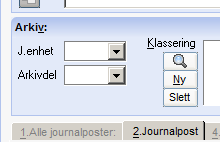 Arkiv:
J.enhet
Klassering
Arkivdel
Ny
Slett
1.Alle journalposter:
2.Journalpost
4.